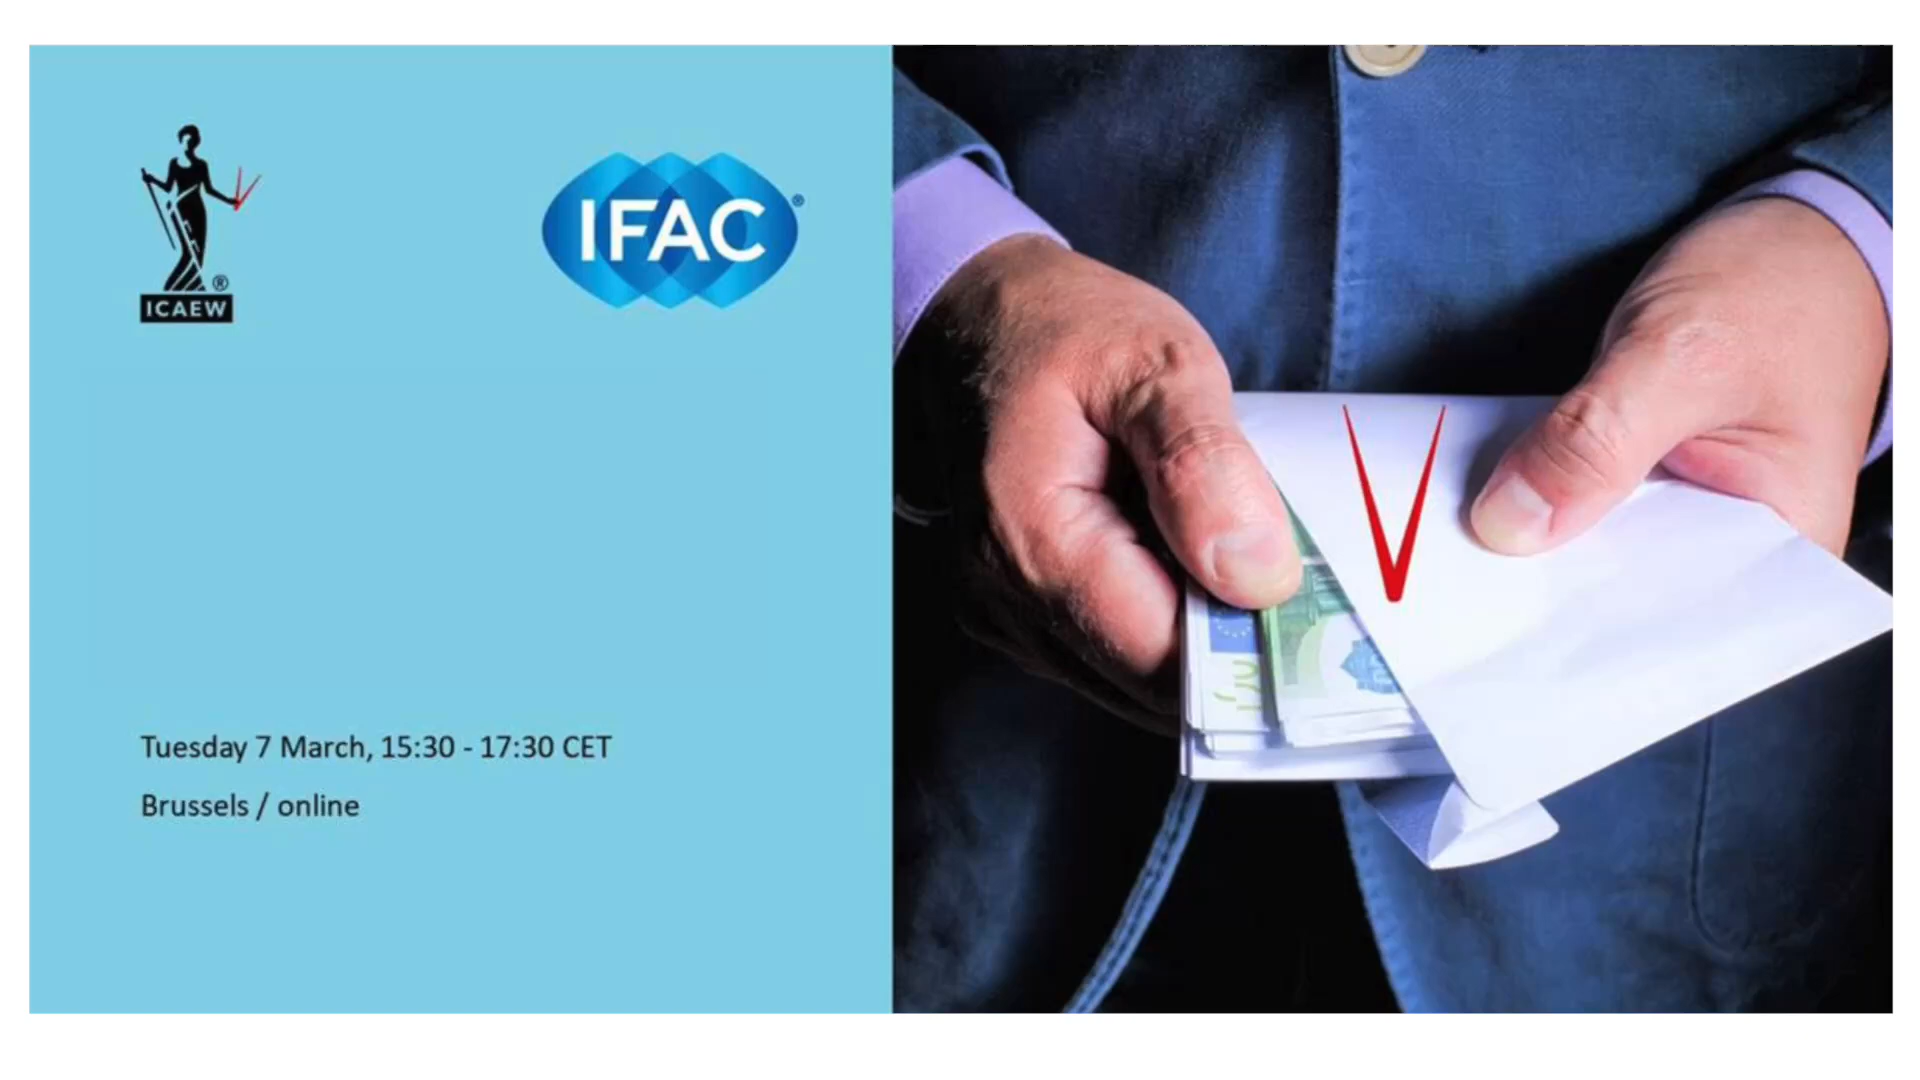 ICAEW
®
IFAC®
Tuesday 7 March, 15:30 - 17:30 CET
Brussels / online